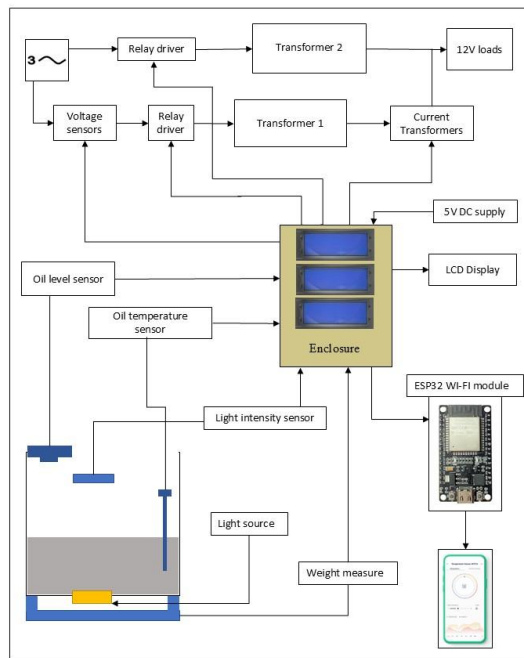 3
Relay driver
Transformer 2
12V loads
Voltage
sensors
Relay
driver
Transformer 1
Current
Transformers
5V DC supply
Oil level sensor
LCD Display
Oil temperature
sensor
Enclosure
ESP32 WI-FI module
Light intensity sensor
Light source
Weight measure